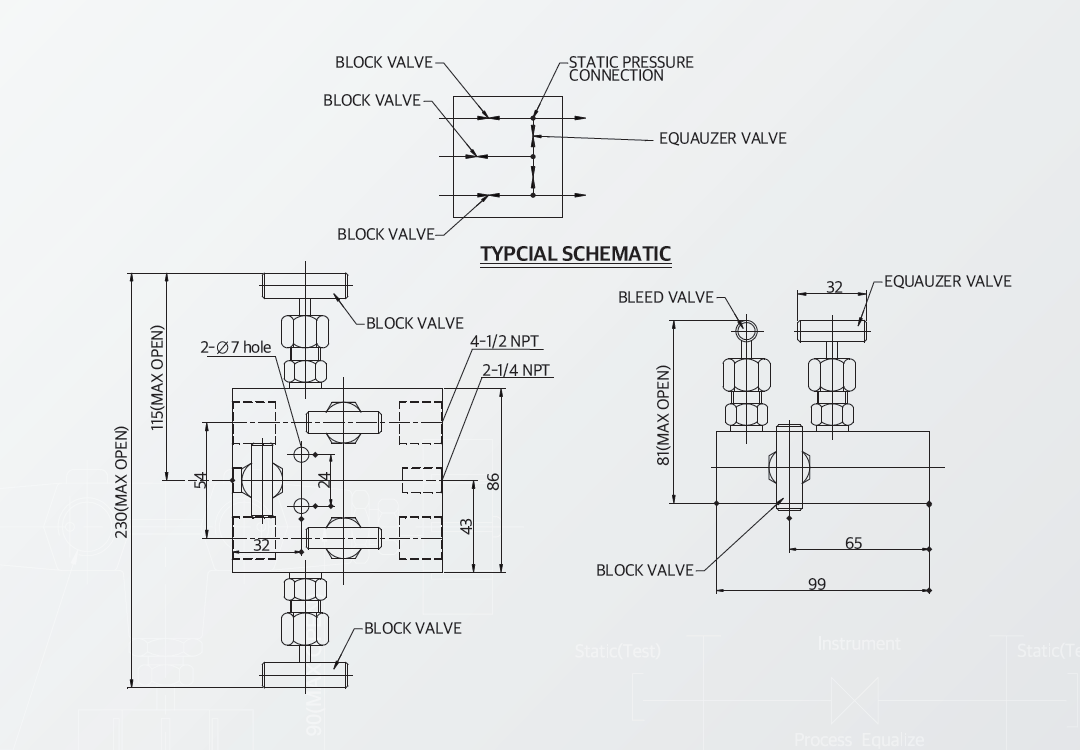 BLOCK VALVE
STATIC PRESSURE
CONNECTION
BLOCK VALVE
EQUAUZER VALVE
BLOCK VALVE
TYPCIAL SCHEMATIC
BLOCK VALVE
2-Ø7 hole
4-1/2 NPT
2-1/4 NPT
115(MAX OPEN)
230(MAX OPEN)
54
24
32
86
43
BLOCK VALVE
BLEED VALVE
32
EQUAUZER VALVE
81(MAX OPEN)
65
BLOCK VALVE
99
Static(Test)
Instrument
Process Equalize